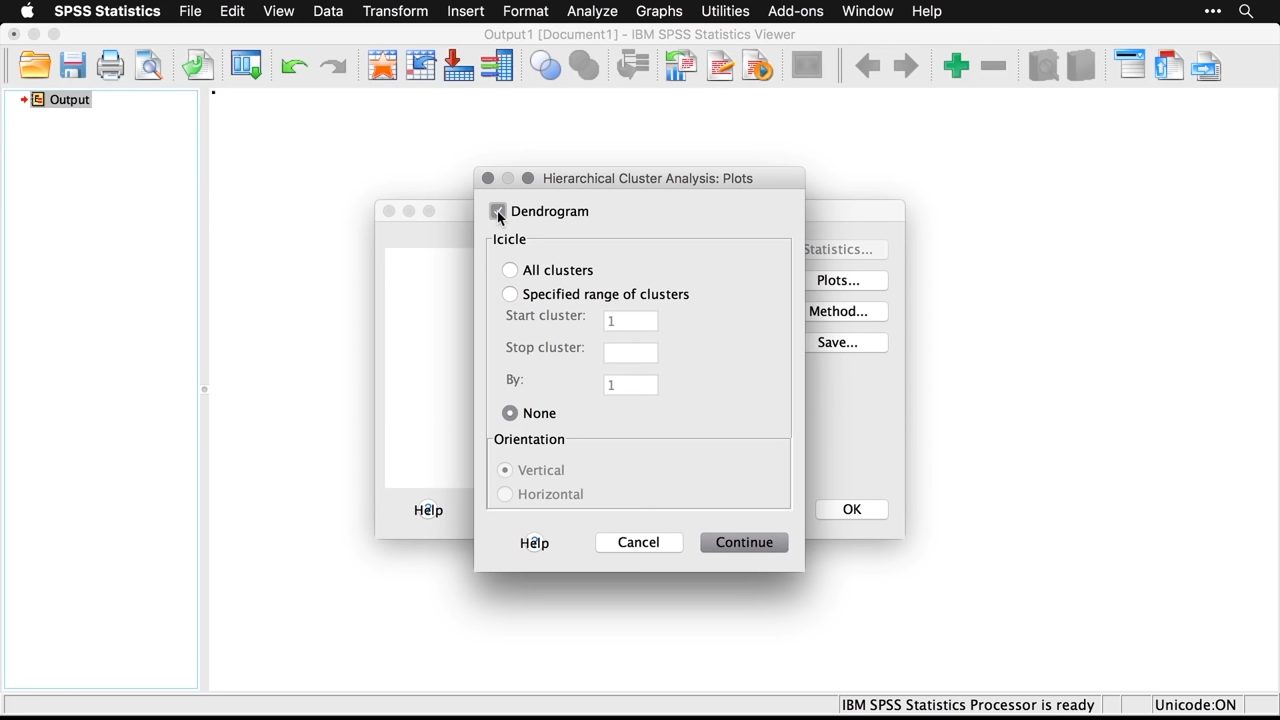 SPSS Statistics File Edit View Data Transform Insert Format Analyze Graphs Utilities Add-ons Window Help
Output1 [Document1] - IBM SPSS Statistics Viewer
Output
Hierarchical Cluster Analysis: Plots
Dendrogram
Icicle
All clusters
Specified range of clusters
Start cluster: 1
Stop cluster:
By: 1
None
Orientation
Vertical
Horizontal
Help Cancel Continue
Statistics...
Plots...
Method...
Save...
Help OK
IBM SPSS Statistics Processor is ready Unicode:ON